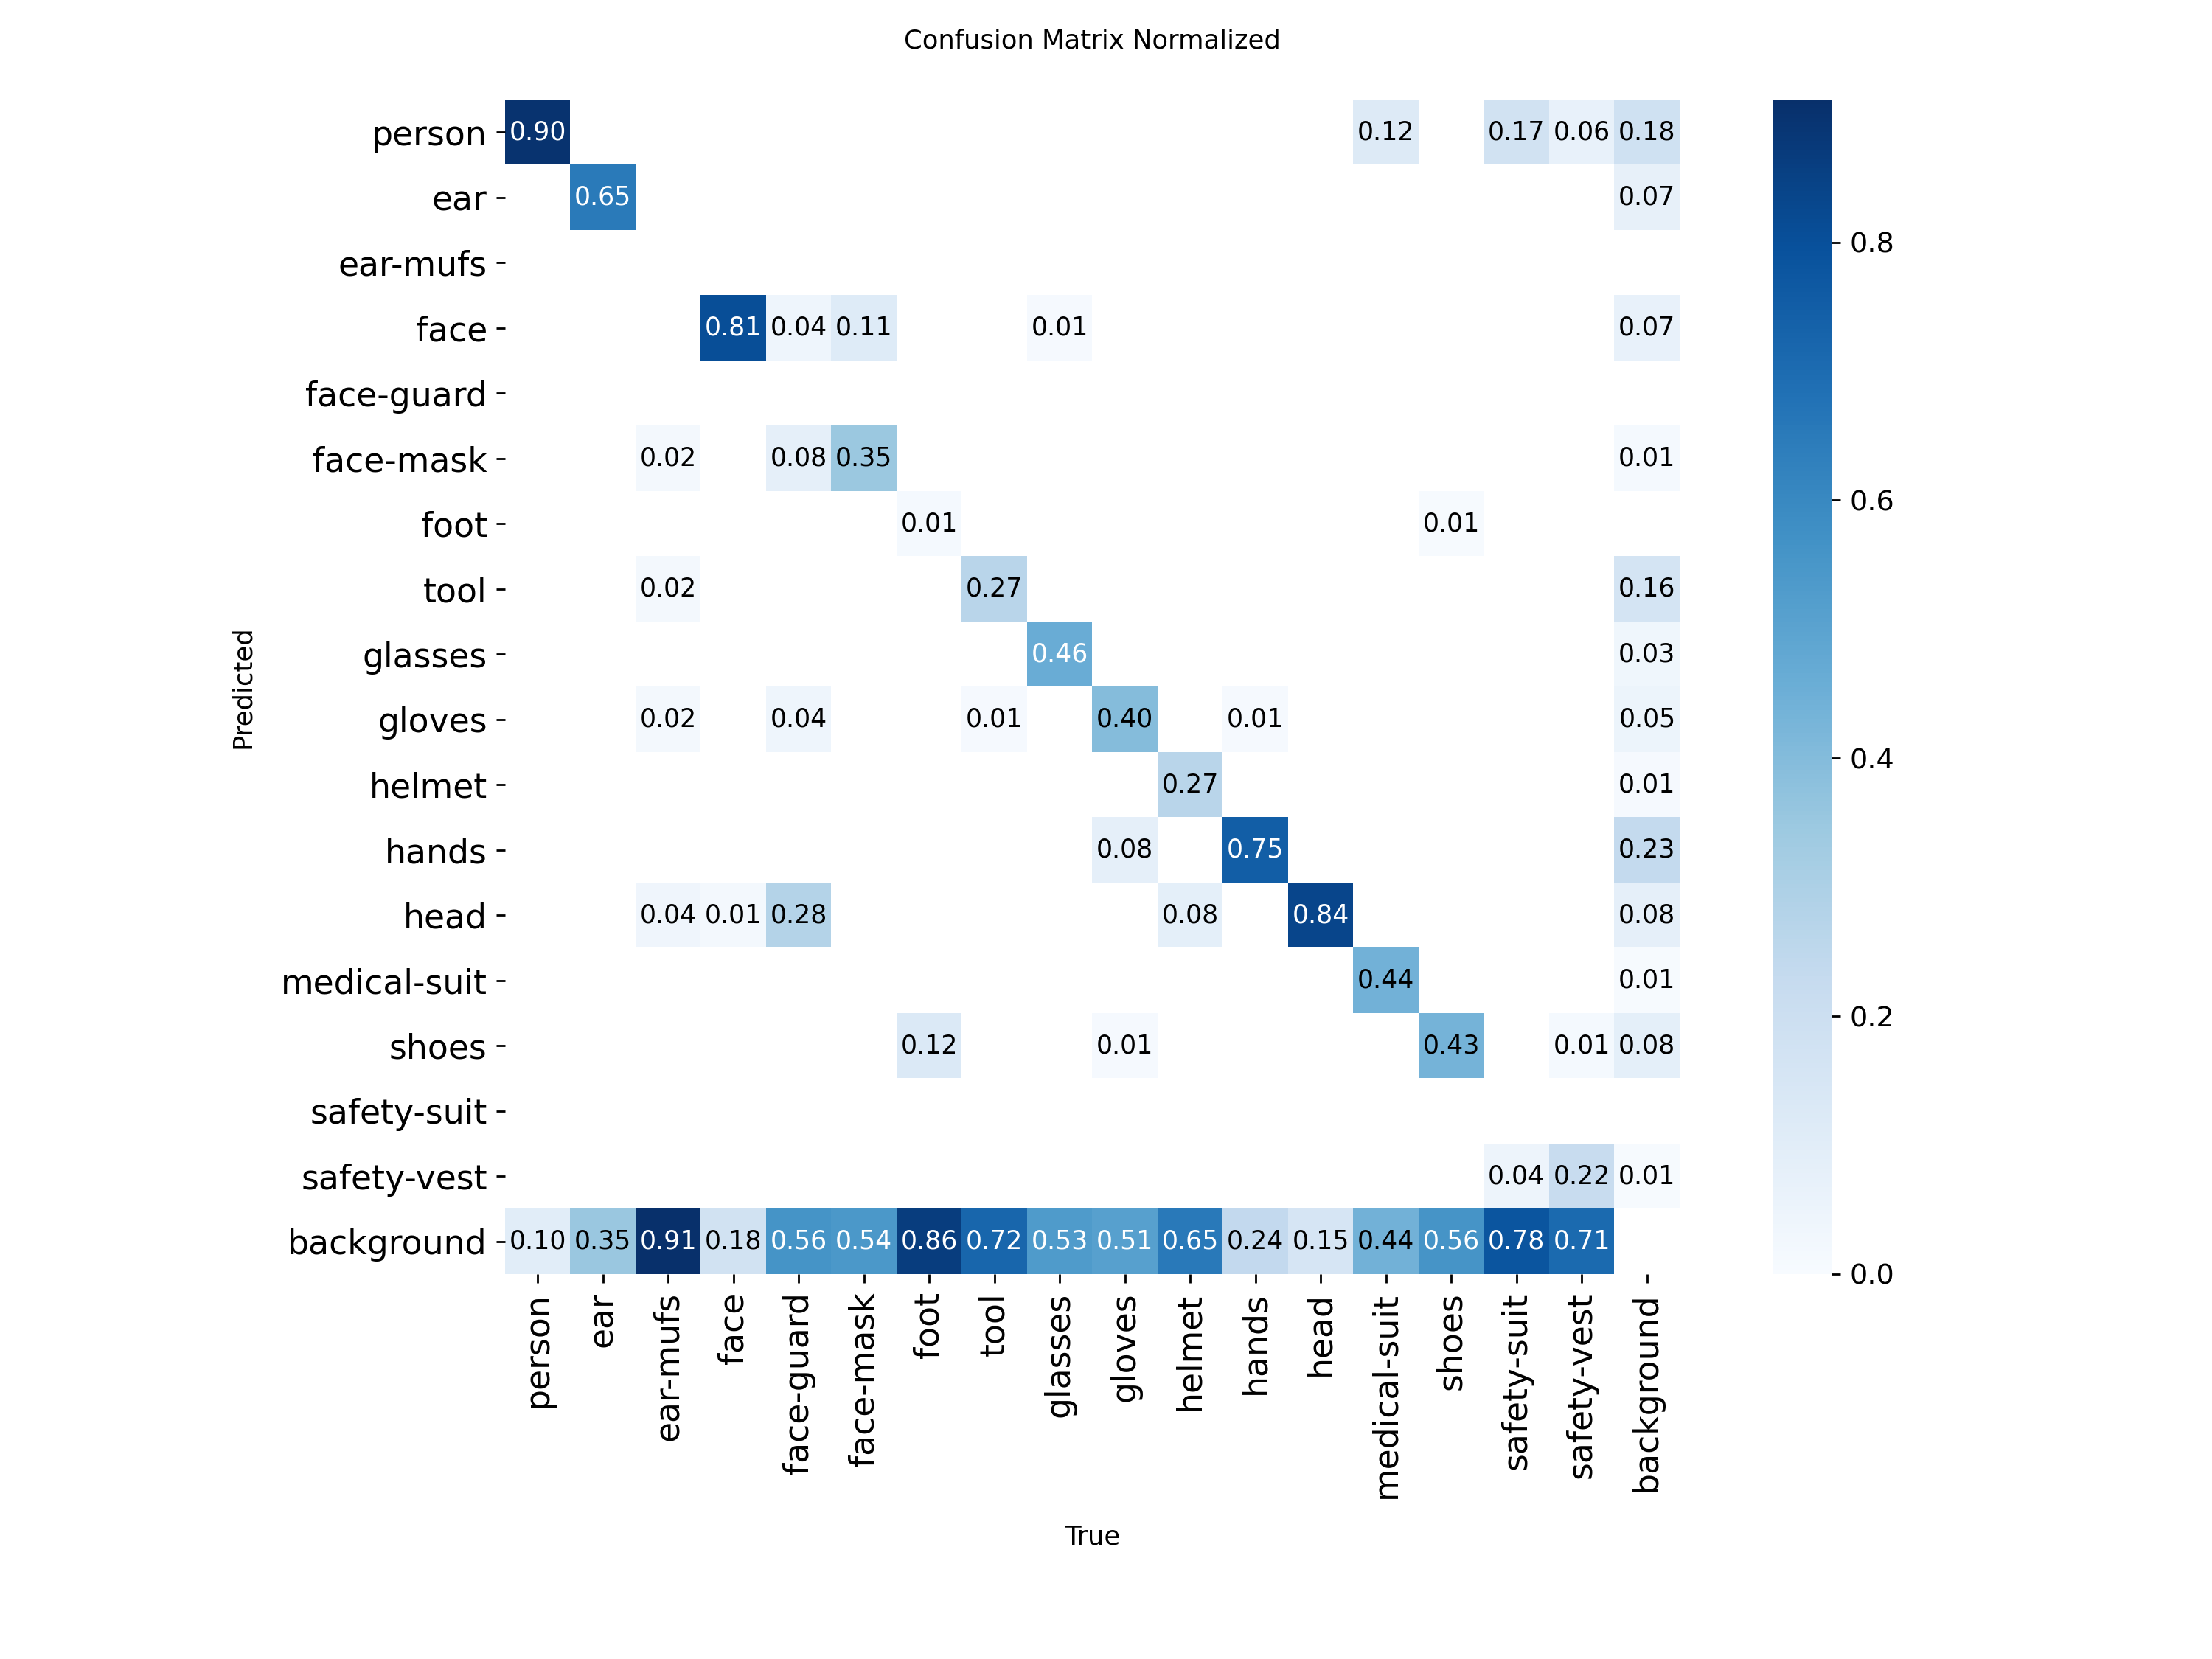 Confusion Matrix Normalized
person 0.90 0.12 0.17 0.06 0.18
ear 0.65 0.07
0.8
ear-mufs
face 0.81 0.04 0.11 0.01 0.07
face-guard
face-mask 0.02 0.08 0.35 0.01
0.6
foot 0.01 0.01
tool 0.02 0.27 0.16
glasses 0.46 0.03
Predicted
gloves 0.02 0.04 0.01 0.40 0.01 0.05
0.4
helmet 0.27 0.01
hands 0.08 0.75 0.23
head 0.04 0.01 0.28 0.08 0.84 0.08
medical-suit 0.44 0.01
0.2
shoes 0.12 0.01 0.43 0.01 0.08
safety-suit
safety-vest 0.04 0.22 0.01
background 0.10 0.35 0.91 0.18 0.56 0.54 0.86 0.72 0.53 0.51 0.65 0.24 0.15 0.44 0.56 0.78 0.71
0.0
person
ear
ear-mufs
face
face-guard
face-mask
foot
tool
glasses
gloves
helmet
hands
head
medical-suit
shoes
safety-suit
safety-vest
background
True